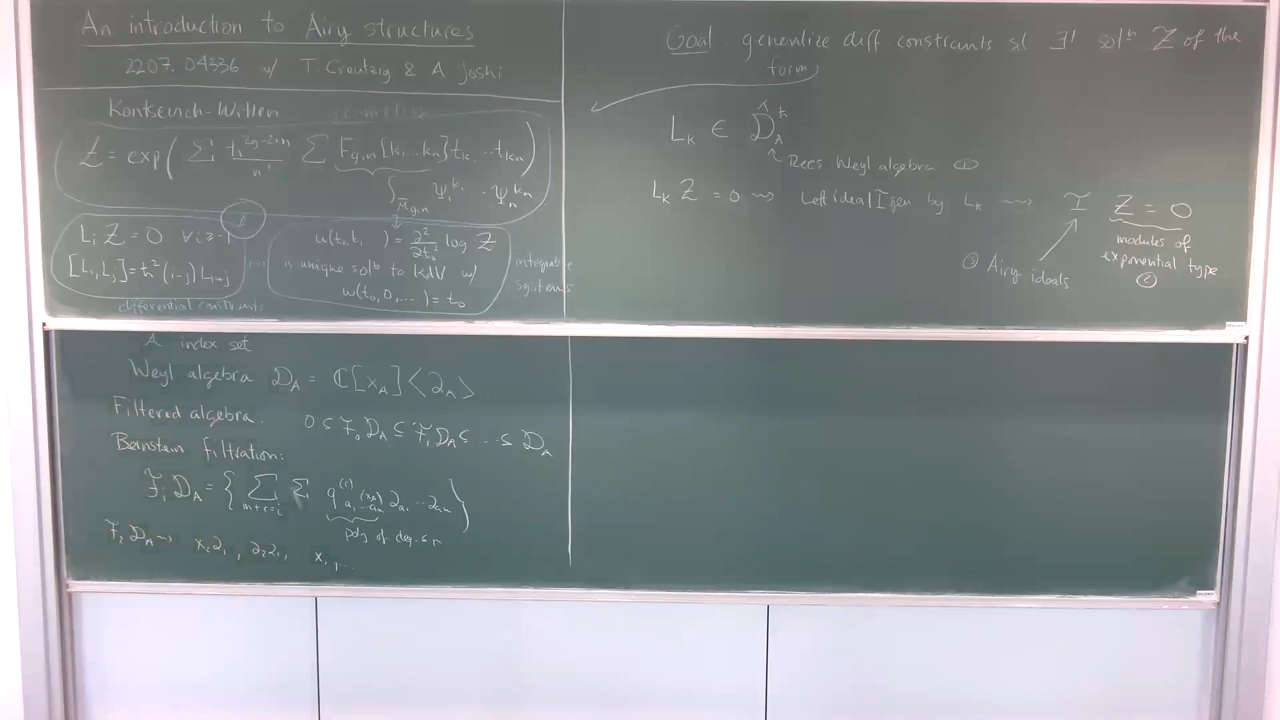 An introduction to Airy structures
2207.04336 w/ T. Creutzig & A Joshi
Kontsevich-Witten geometries
Z = exp( Σ ħ^{2g-2+n}/n! Σ F_{g,n}[k_1...k_n] t_{k_1}...t_{k_n} )
∫_{M̄_{g,n}} ψ_1^{k_1} ... ψ_n^{k_n}
L_i Z = 0 ∀ i ≥ -1
[L_i, L_j] = ħ^2 (i-j) L_{i+j}
differential constraints
u(t_0,t_1,...) = ∂^2/∂t_0^2 log Z
is unique sol^n to KdV w/
u(t_0,0,...) = t_0
integrable
systems
Goal. generalize diff. constraints st ∃! sol^n Z of the
form
L_k ∈ D̂_A^ħ
Rees Weyl algebra ①
L_k Z = 0 ⇝ Left ideal I gen by L_k ⇝ I Z = 0
modules of
exponential type
Airy ideals
A index set
Weyl algebra D_A = ℂ[x_A]⟨∂_A⟩.
Filtered algebra. 0 ⊆ F_0 D_A ⊆ F_1 D_A ⊆ ... ⊆ D_A
Bernstein filtration:
F_i D_A = { Σ_{m+r=i} Σ q^{(r)}_{a_1...a_m}(x_A) ∂_{a_1}...∂_{a_m} }
poly of deg ≤ r
F_2 D_A ⇝ x_2∂_1, ∂_2∂_1, x_1, ...